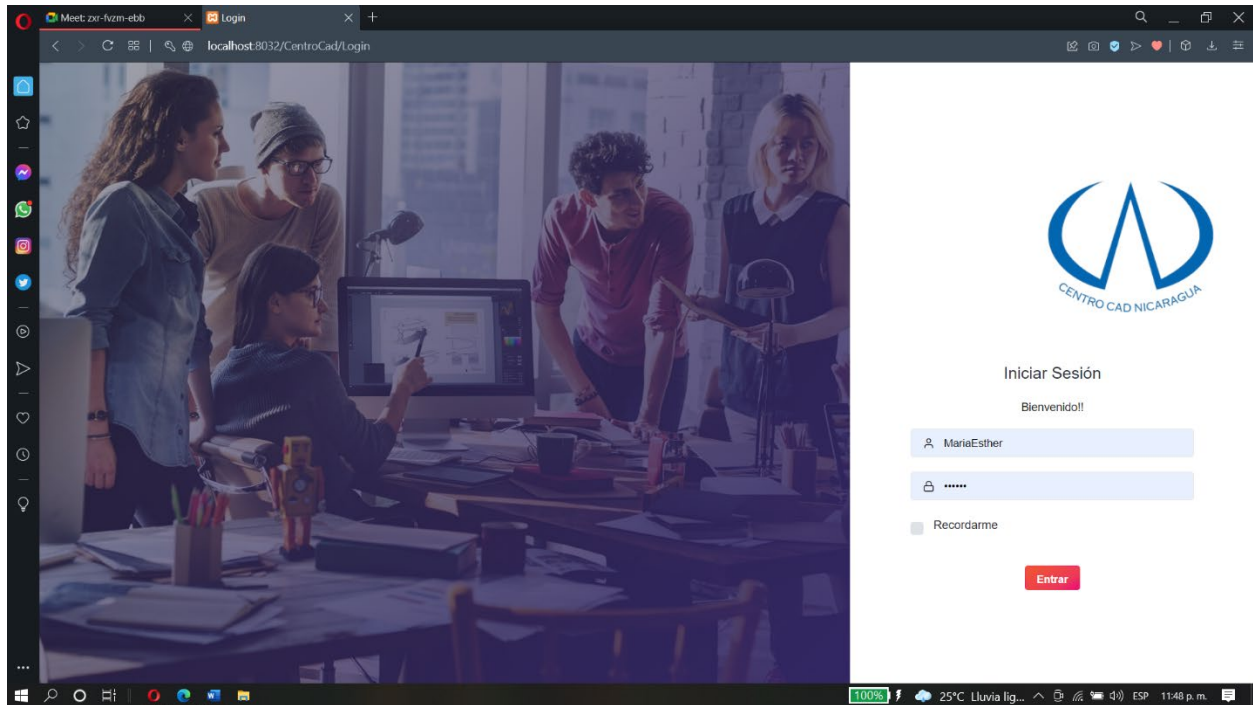 Meet: zxr-fvzm-ebb
Login
localhost:8032/CentroCad/Login
CENTRO CAD NICARAGUA
Iniciar Sesión
Bienvenido!!
MariaEsther
••••••
Recordarme
Entrar
100%
25°C Lluvia lig...
ESP
11:48 p. m.